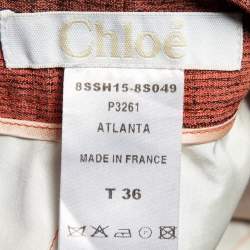 Chloé
8SSH15-8S049
P3261
ATLANTA
MADE IN FRANCE
T 36